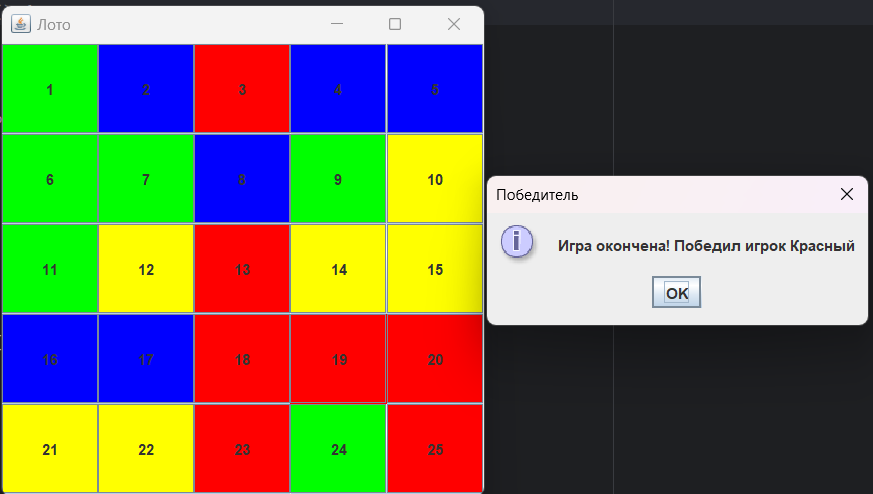 Лото
1 2 3 4 5
6 7 8 9 10
11 12 13 14 15
16 17 18 19 20
21 22 23 24 25
Победитель
Игра окончена! Победил игрок Красный
OK